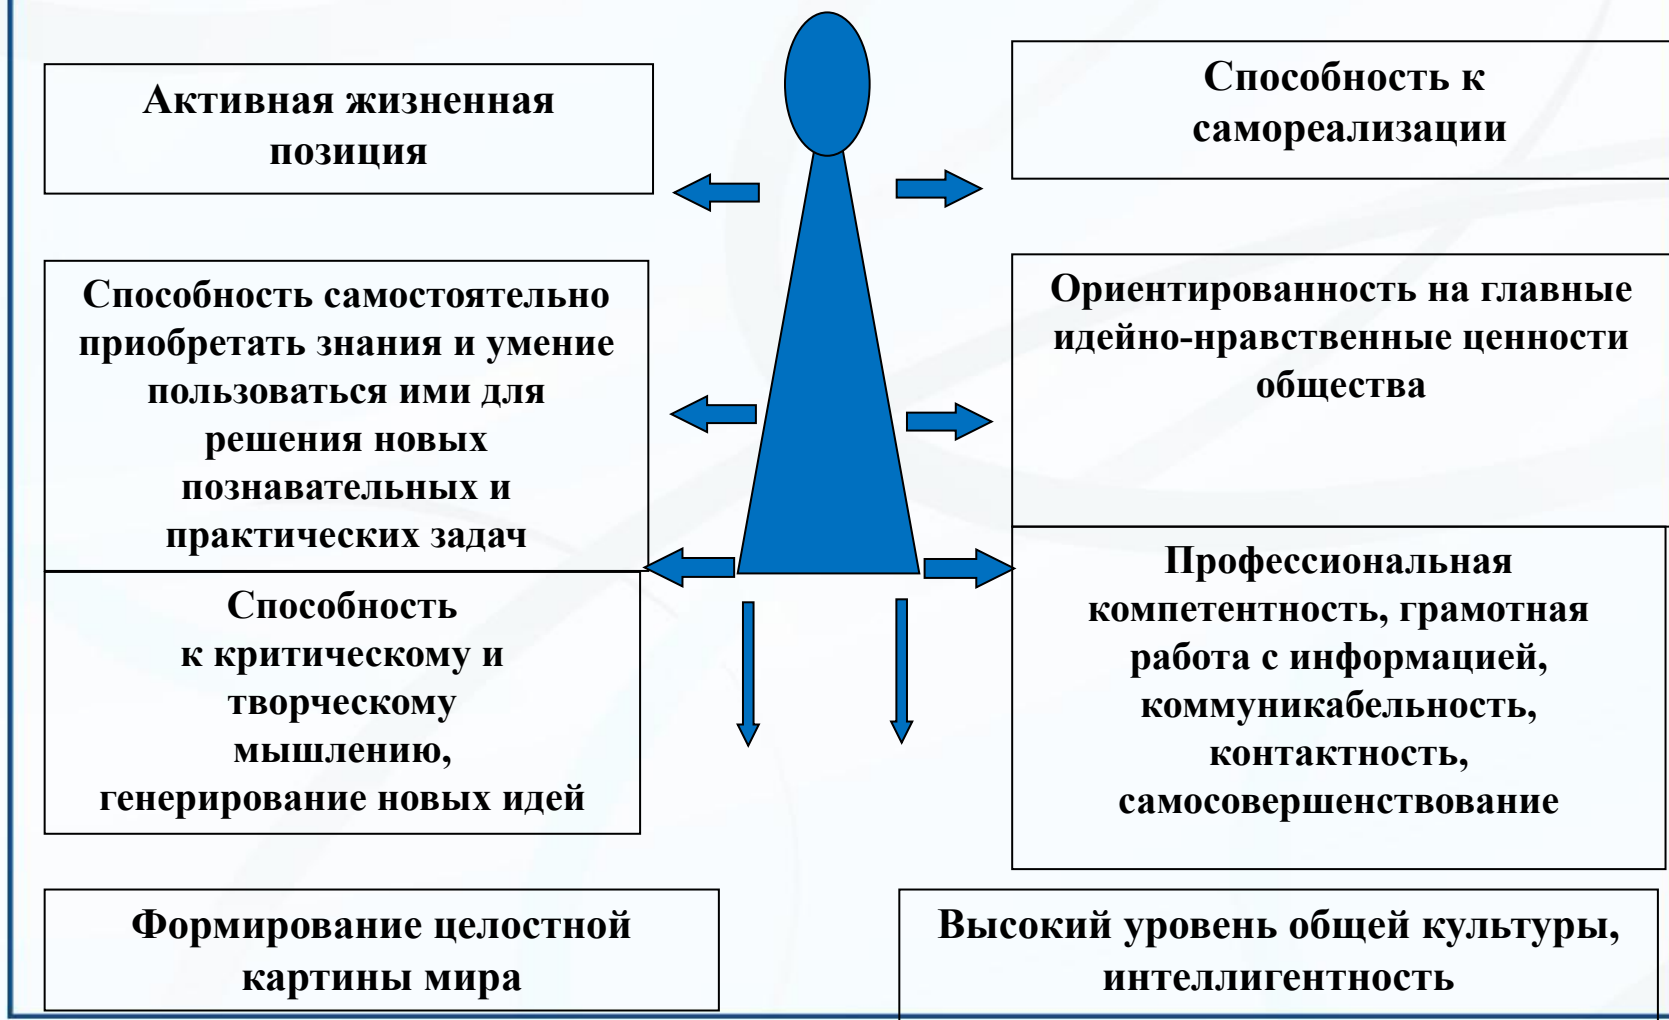 Активная жизненная
позиция
Способность к
самореализации
Способность самостоятельно
приобретать знания и умение
пользоваться ими для
решения новых
познавательных и
практических задач
Ориентированность на главные
идейно-нравственные ценности
общества
Способность
к критическому и
творческому
мышлению,
генерирование новых идей
Профессиональная
компетентность, грамотная
работа с информацией,
коммуникабельность,
контактность,
самосовершенствование
Формирование целостной
картины мира
Высокий уровень общей культуры,
интеллигентность